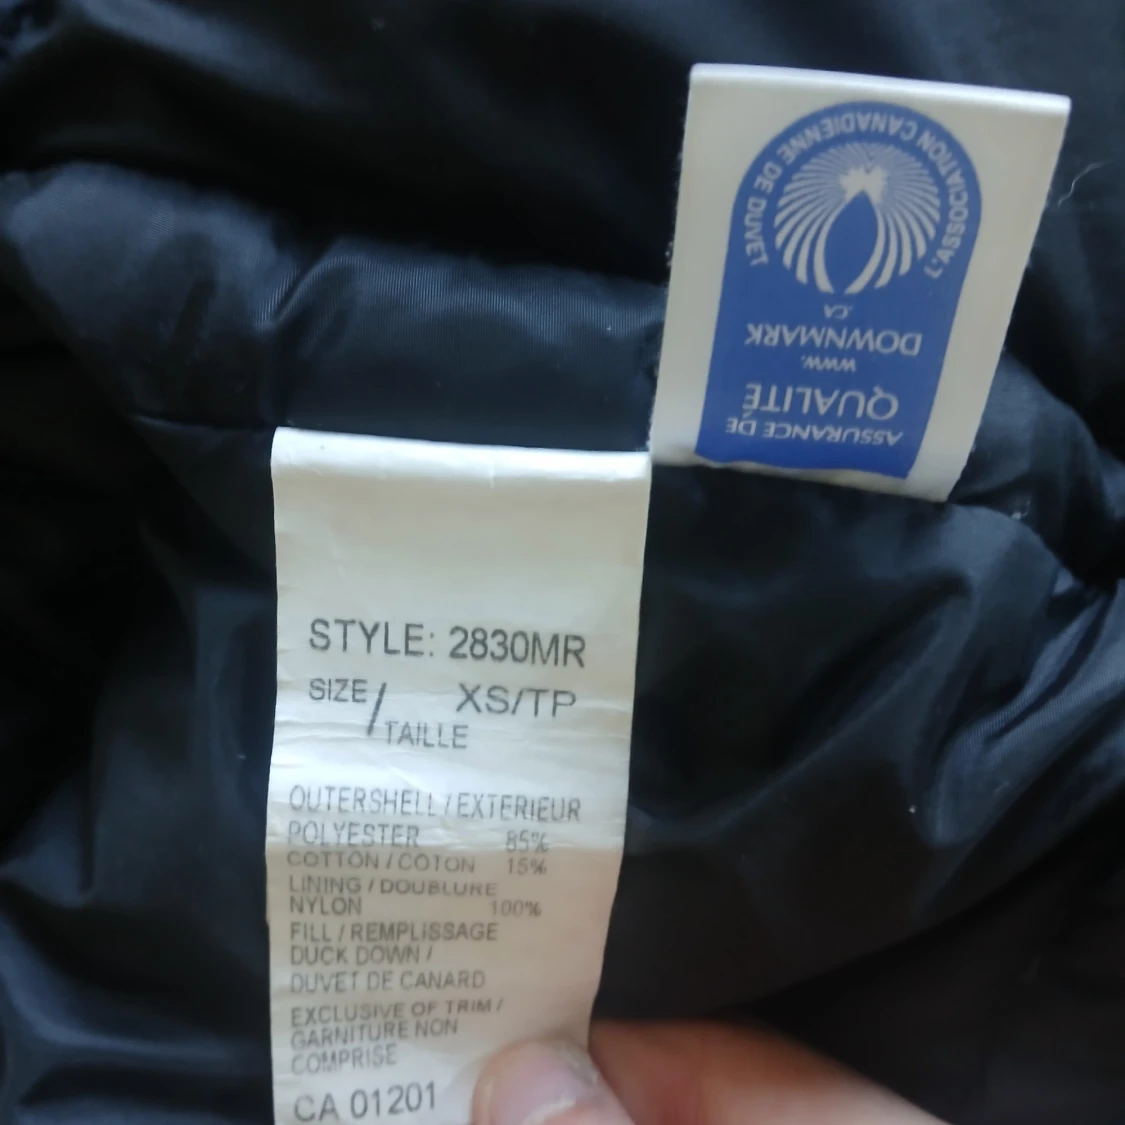 L'ASSOCIATION CANADIENNE DE DUVET
.CA
DOWNMARK
WWW.
QUALITÉ
ASSURANCE DE
STYLE: 2830MR
SIZE/TAILLE XS/TP
OUTERSHELL / EXTERIEUR
POLYESTER 85%
COTTON / COTON 15%
LINING / DOUBLURE
NYLON 100%
FILL / REMPLISSAGE
DUCK DOWN /
DUVET DE CANARD
EXCLUSIVE OF TRIM /
GARNITURE NON
COMPRISE
CA 01201